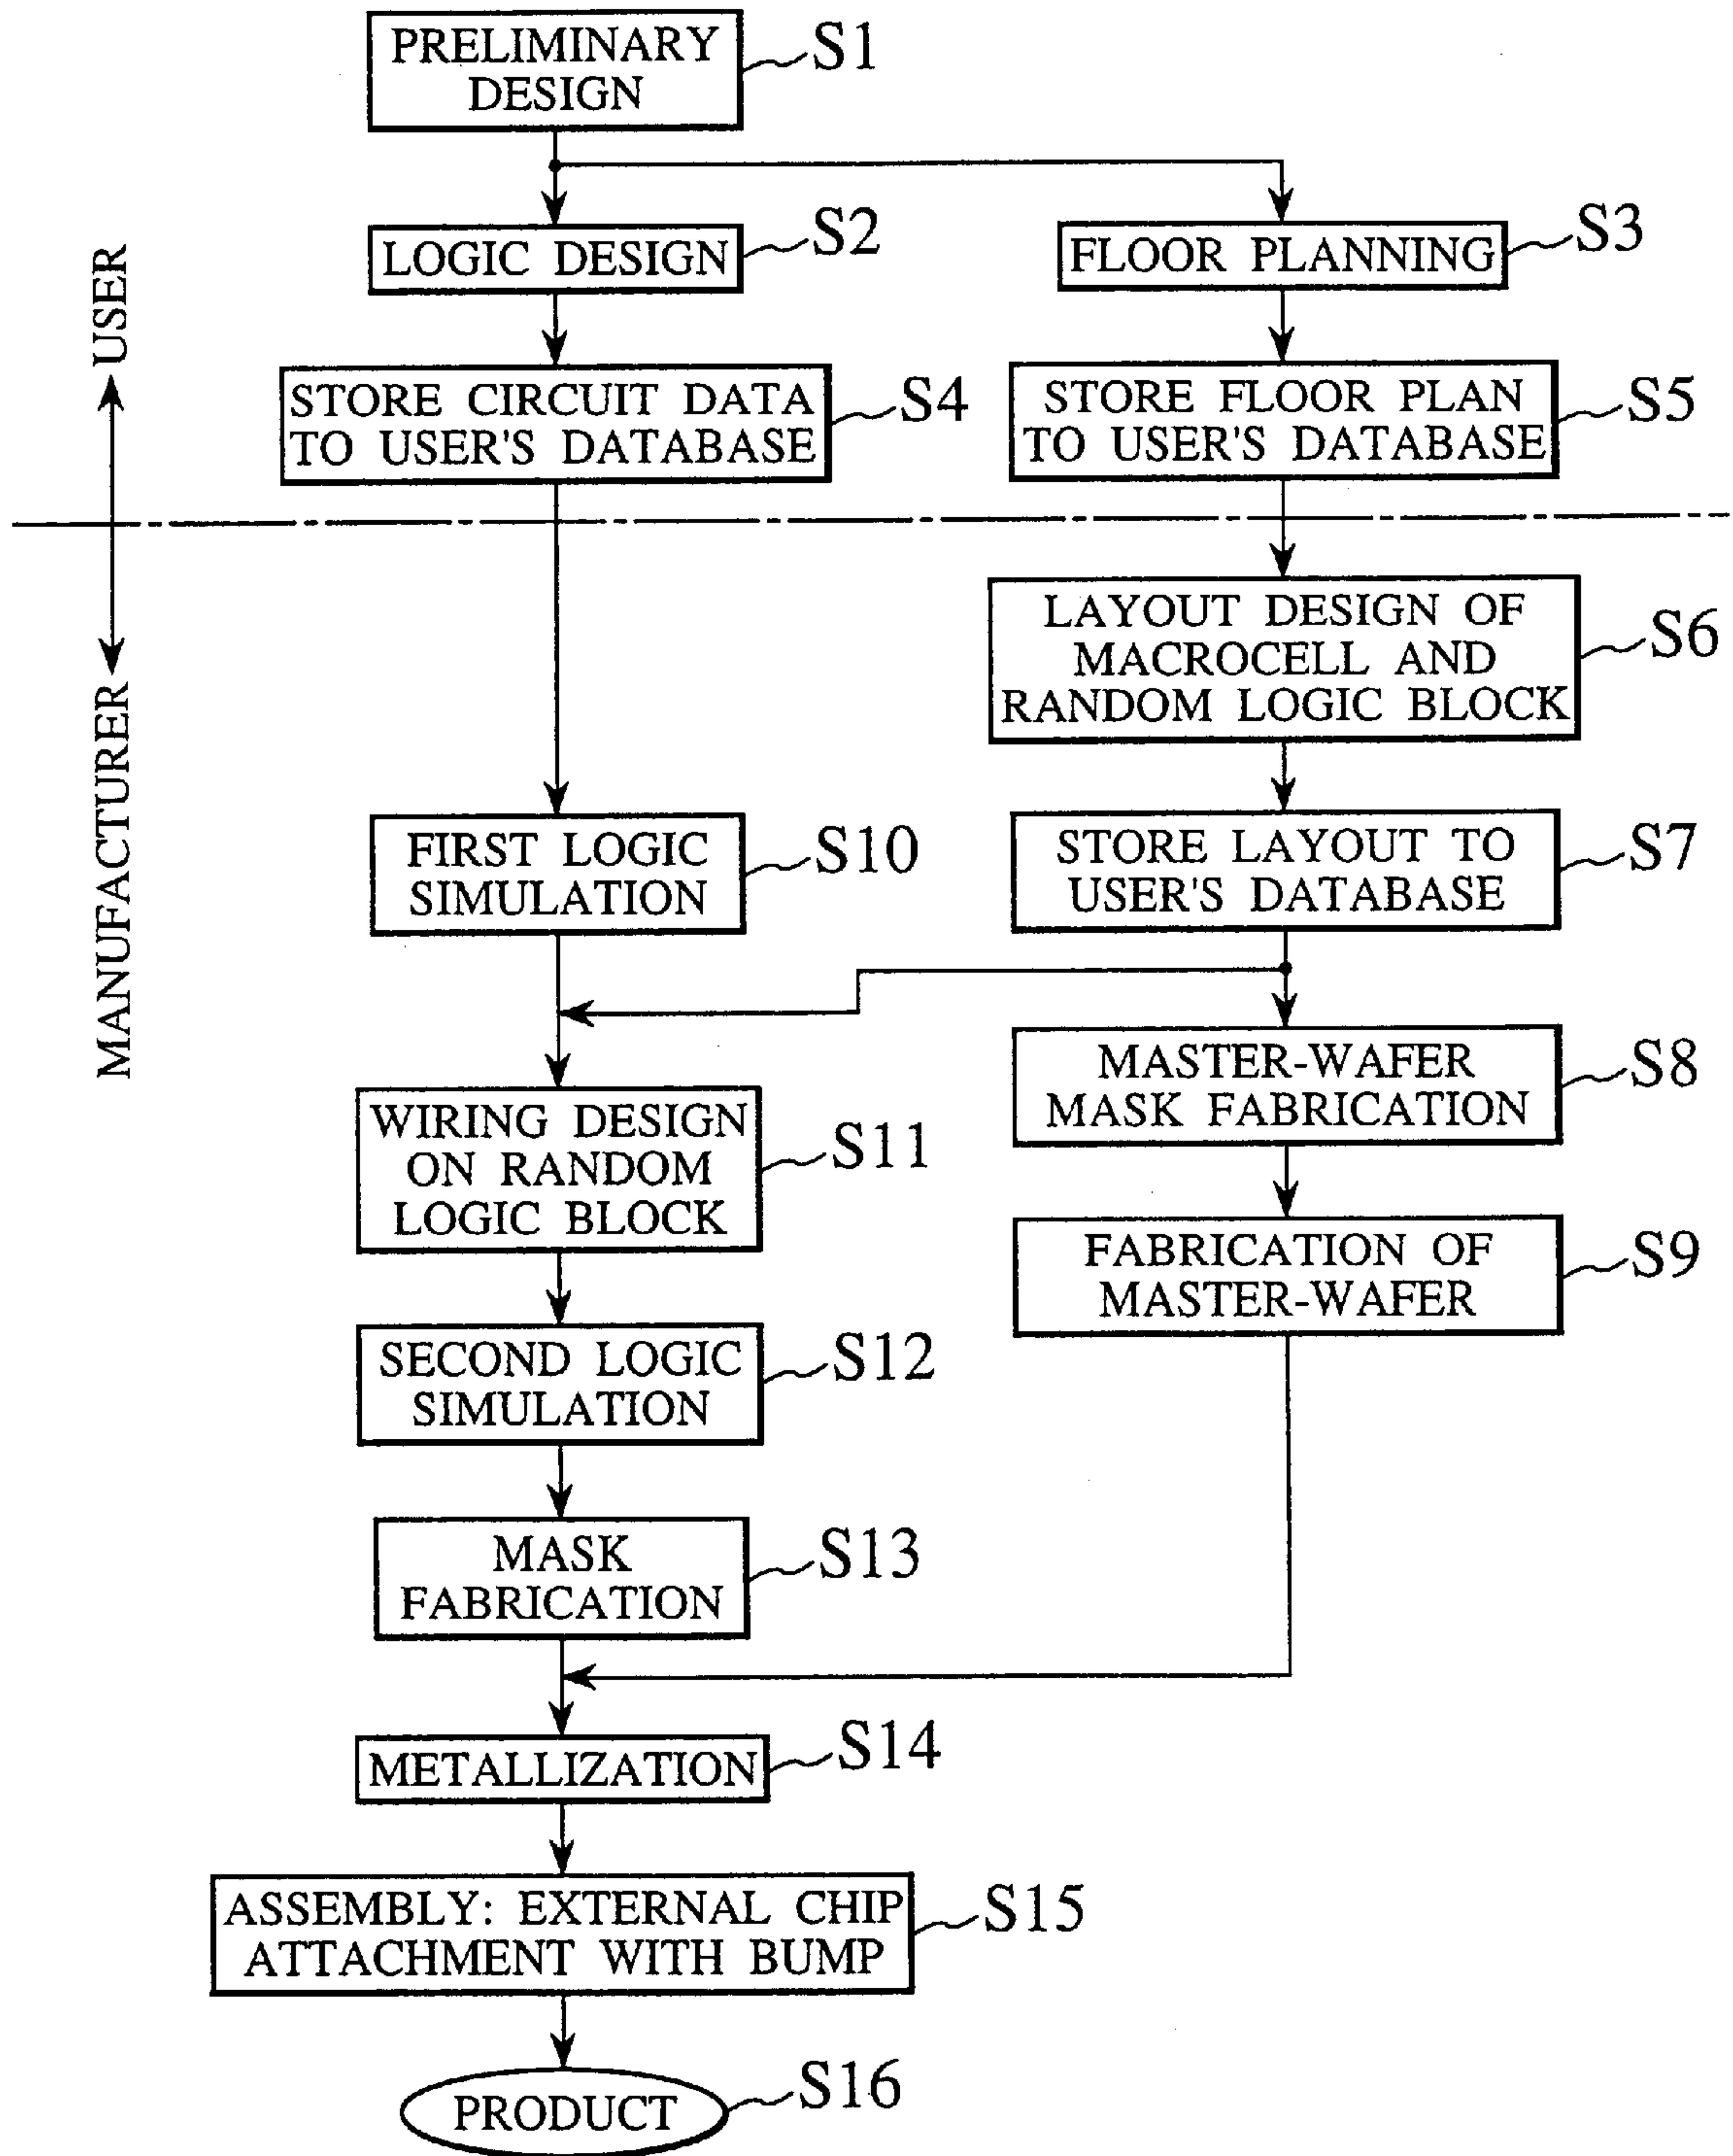 PRELIMINARY
DESIGN
S1
LOGIC DESIGN
S2
FLOOR PLANNING
S3
USER
STORE CIRCUIT DATA
TO USER'S DATABASE
S4
STORE FLOOR PLAN
TO USER'S DATABASE
S5
MANUFACTURER
LAYOUT DESIGN OF
MACROCELL AND
RANDOM LOGIC BLOCK
S6
FIRST LOGIC
SIMULATION
S10
STORE LAYOUT TO
USER'S DATABASE
S7
MASTER-WAFER
MASK FABRICATION
S8
WIRING DESIGN
ON RANDOM
LOGIC BLOCK
S11
FABRICATION OF
MASTER-WAFER
S9
SECOND LOGIC
SIMULATION
S12
MASK
FABRICATION
S13
METALLIZATION
S14
ASSEMBLY: EXTERNAL CHIP
ATTACHMENT WITH BUMP
S15
PRODUCT
S16